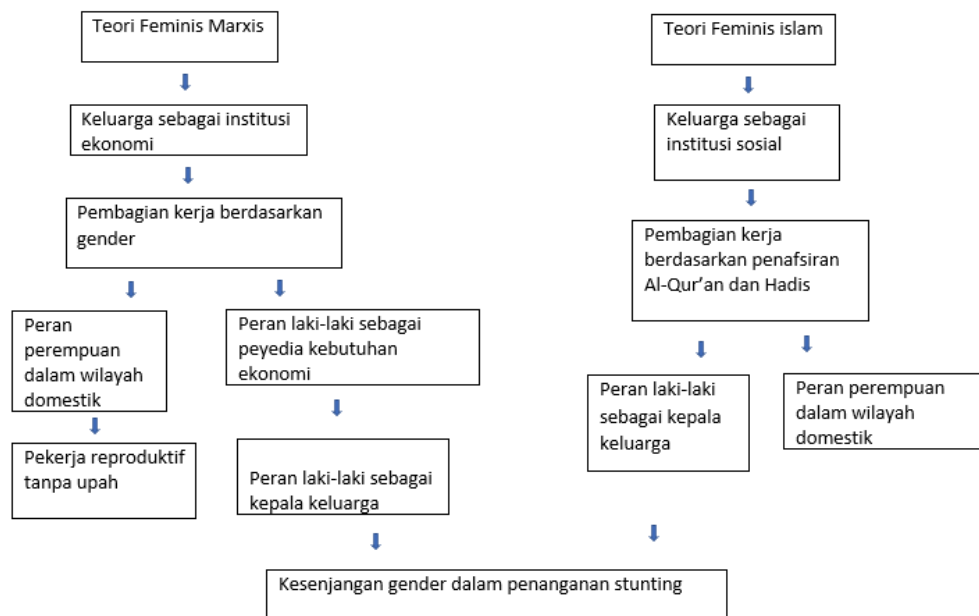 Teori Feminis Marxis
Keluarga sebagai institusi
ekonomi
Pembagian kerja berdasarkan
gender
Peran
perempuan
dalam wilayah
domestik
Pekerja reproduktif
tanpa upah
Peran laki-laki sebagai
peyedia kebutuhan
ekonomi
Peran laki-laki sebagai
kepala keluarga
Teori Feminis islam
Keluarga sebagai
institusi sosial
Pembagian kerja
berdasarkan penafsiran
Al-Qur’an dan Hadis
Peran laki-laki
sebagai kepala
keluarga
Peran perempuan
dalam wilayah
domestik
Kesenjangan gender dalam penanganan stunting